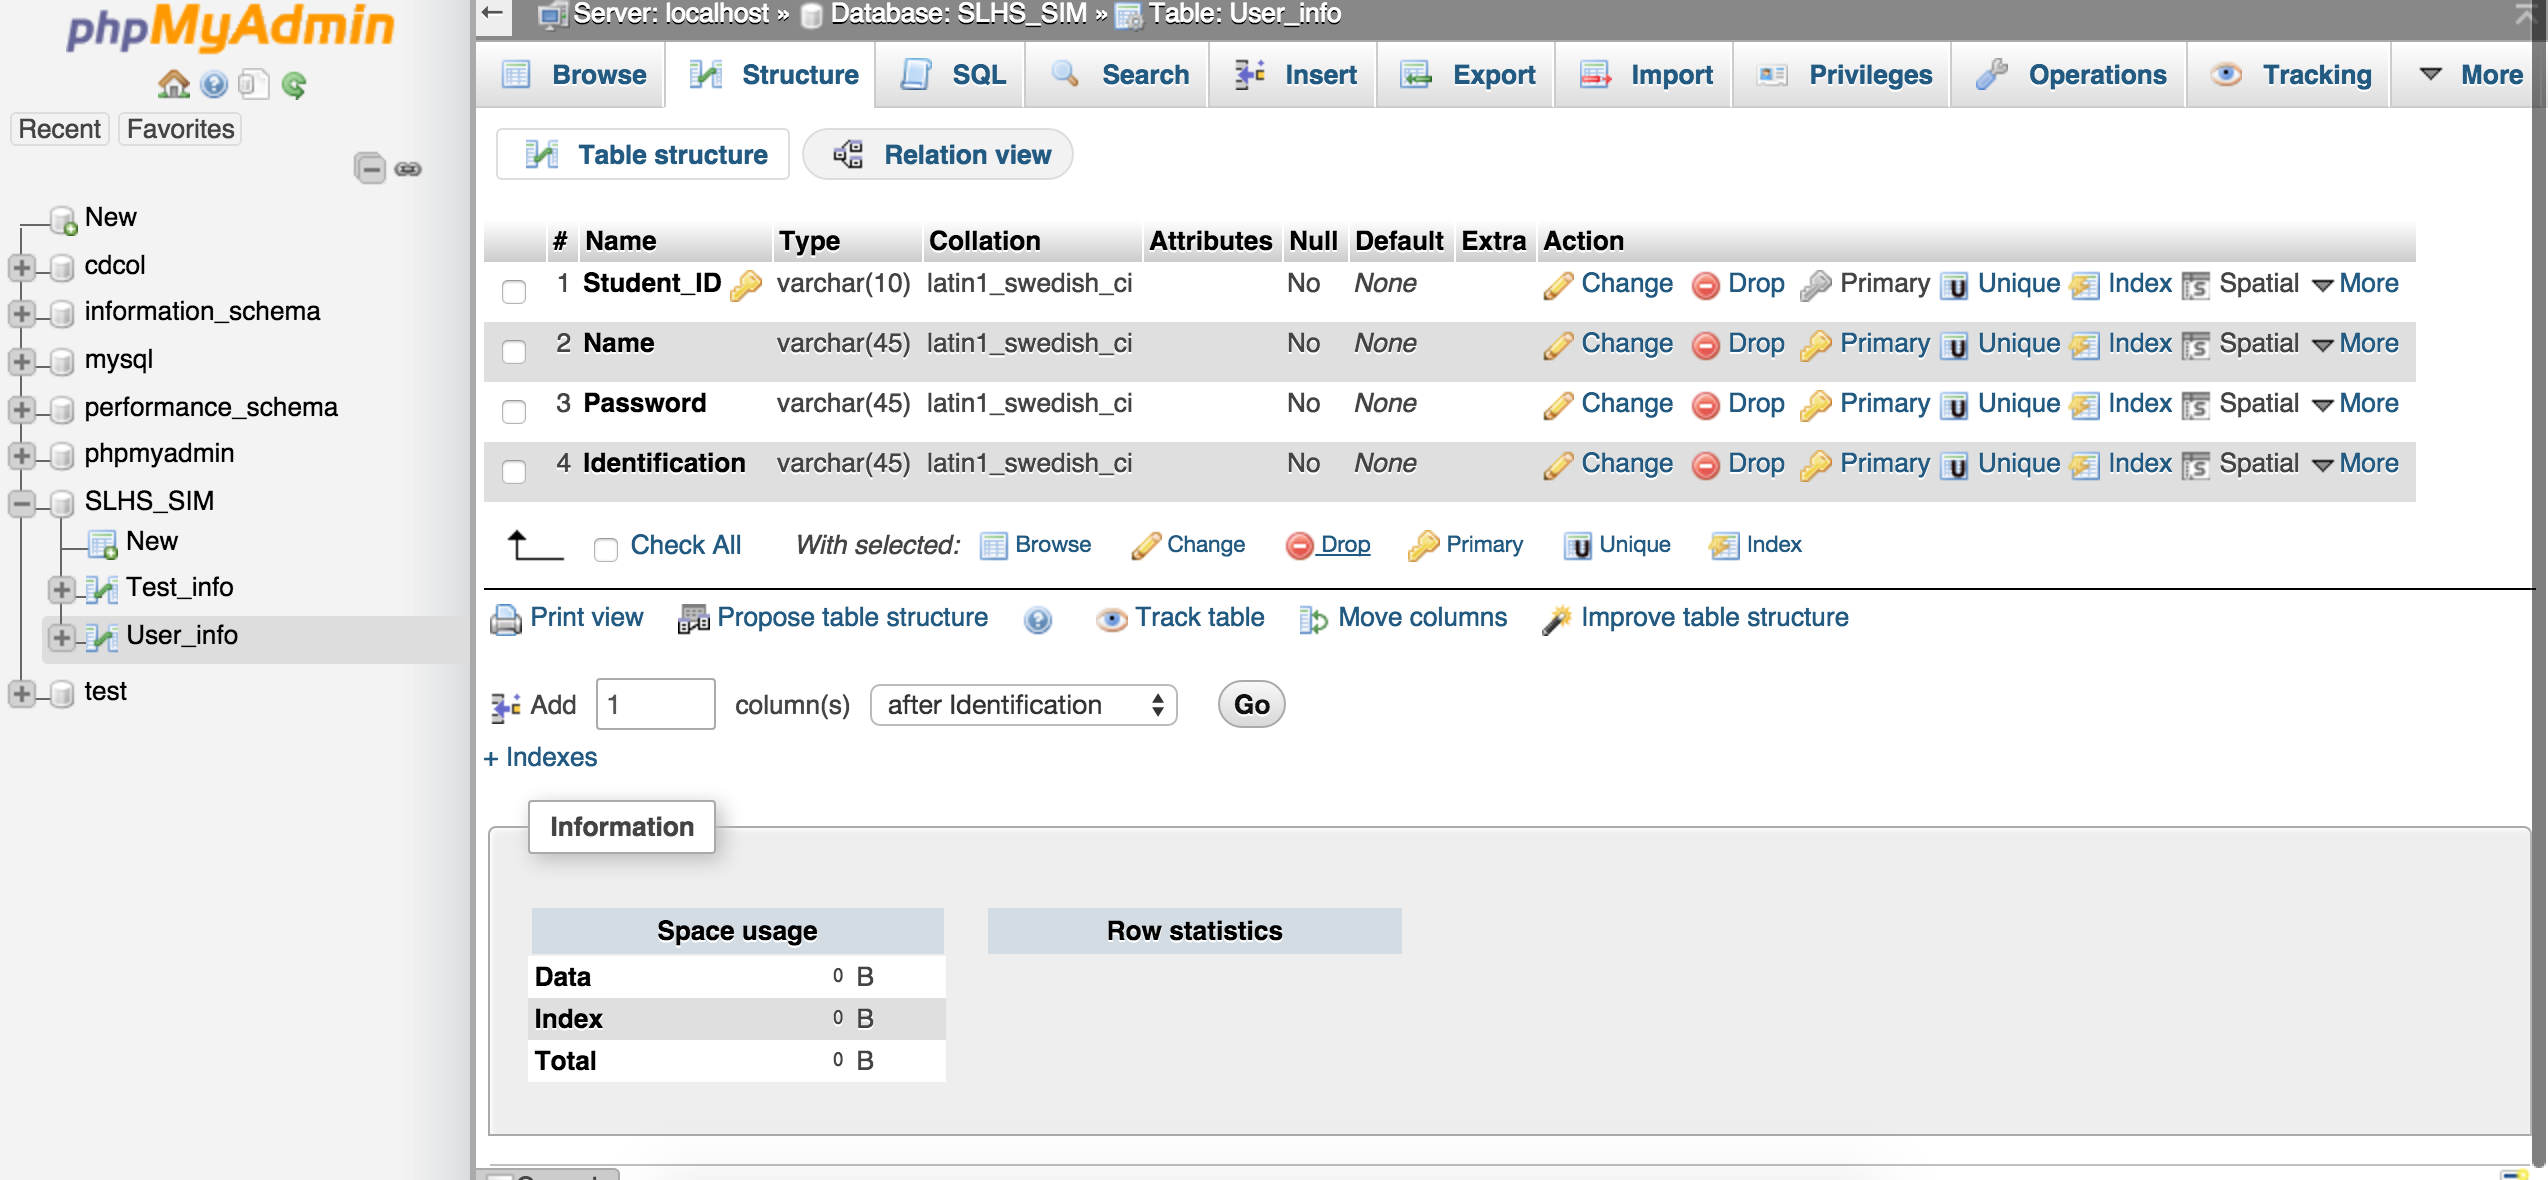 phpMyAdmin
Recent Favorites
New
cdcol
information_schema
mysql
performance_schema
phpmyadmin
SLHS_SIM
New
Test_info
User_info
test
Server: localhost » Database: SLHS_SIM » Table: User_info
Browse Structure SQL Search Insert Export Import Privileges Operations Tracking More
Table structure Relation view
# Name Type Collation Attributes Null Default Extra Action
1 Student_ID varchar(10) latin1_swedish_ci No None Change Drop Primary Unique Index Spatial More
2 Name varchar(45) latin1_swedish_ci No None Change Drop Primary Unique Index Spatial More
3 Password varchar(45) latin1_swedish_ci No None Change Drop Primary Unique Index Spatial More
4 Identification varchar(45) latin1_swedish_ci No None Change Drop Primary Unique Index Spatial More
Check All With selected: Browse Change Drop Primary Unique Index
Print view Propose table structure Track table Move columns Improve table structure
Add 1 column(s) after Identification Go
+ Indexes
Information
Space usage Row statistics
Data 0 B
Index 0 B
Total 0 B